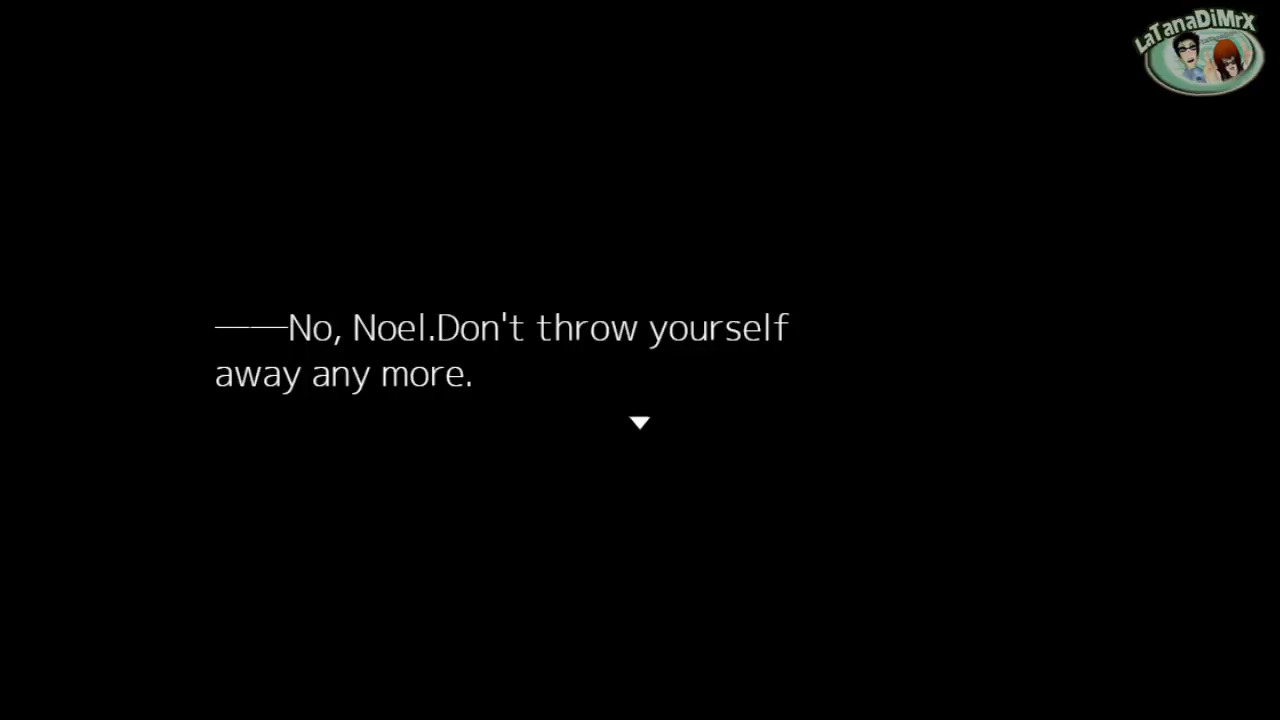 LaTanaDiMrX
——No, Noel.Don't throw yourself
away any more.